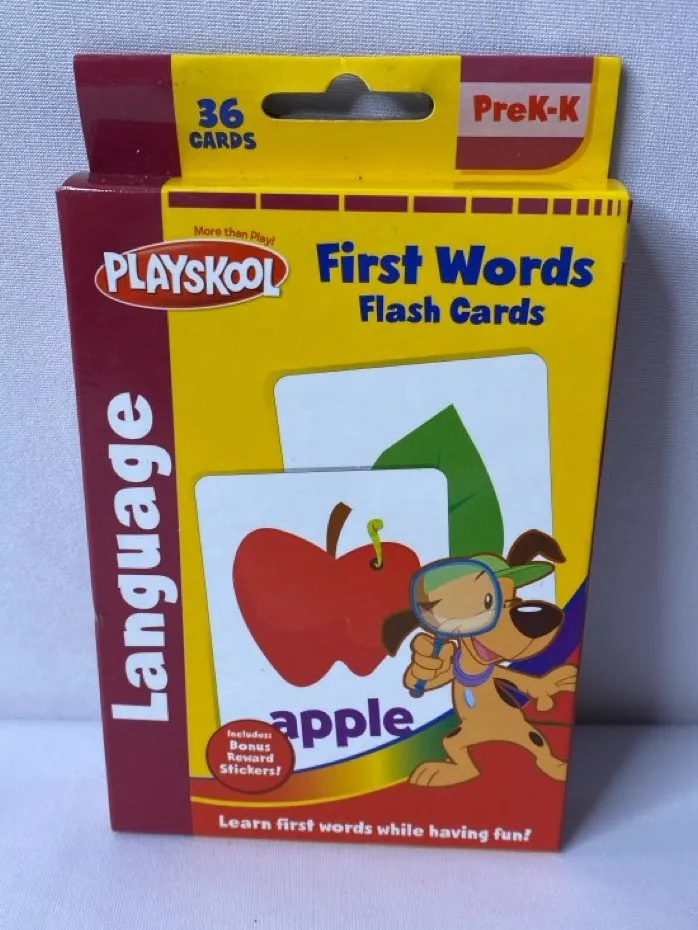 36
CARDS
PreK-K
More than Play!
PLAYSKOOL
First Words
Flash Cards
Language
apple
Includes:
Bonus
Reward
Stickers!
Learn first words while having fun!